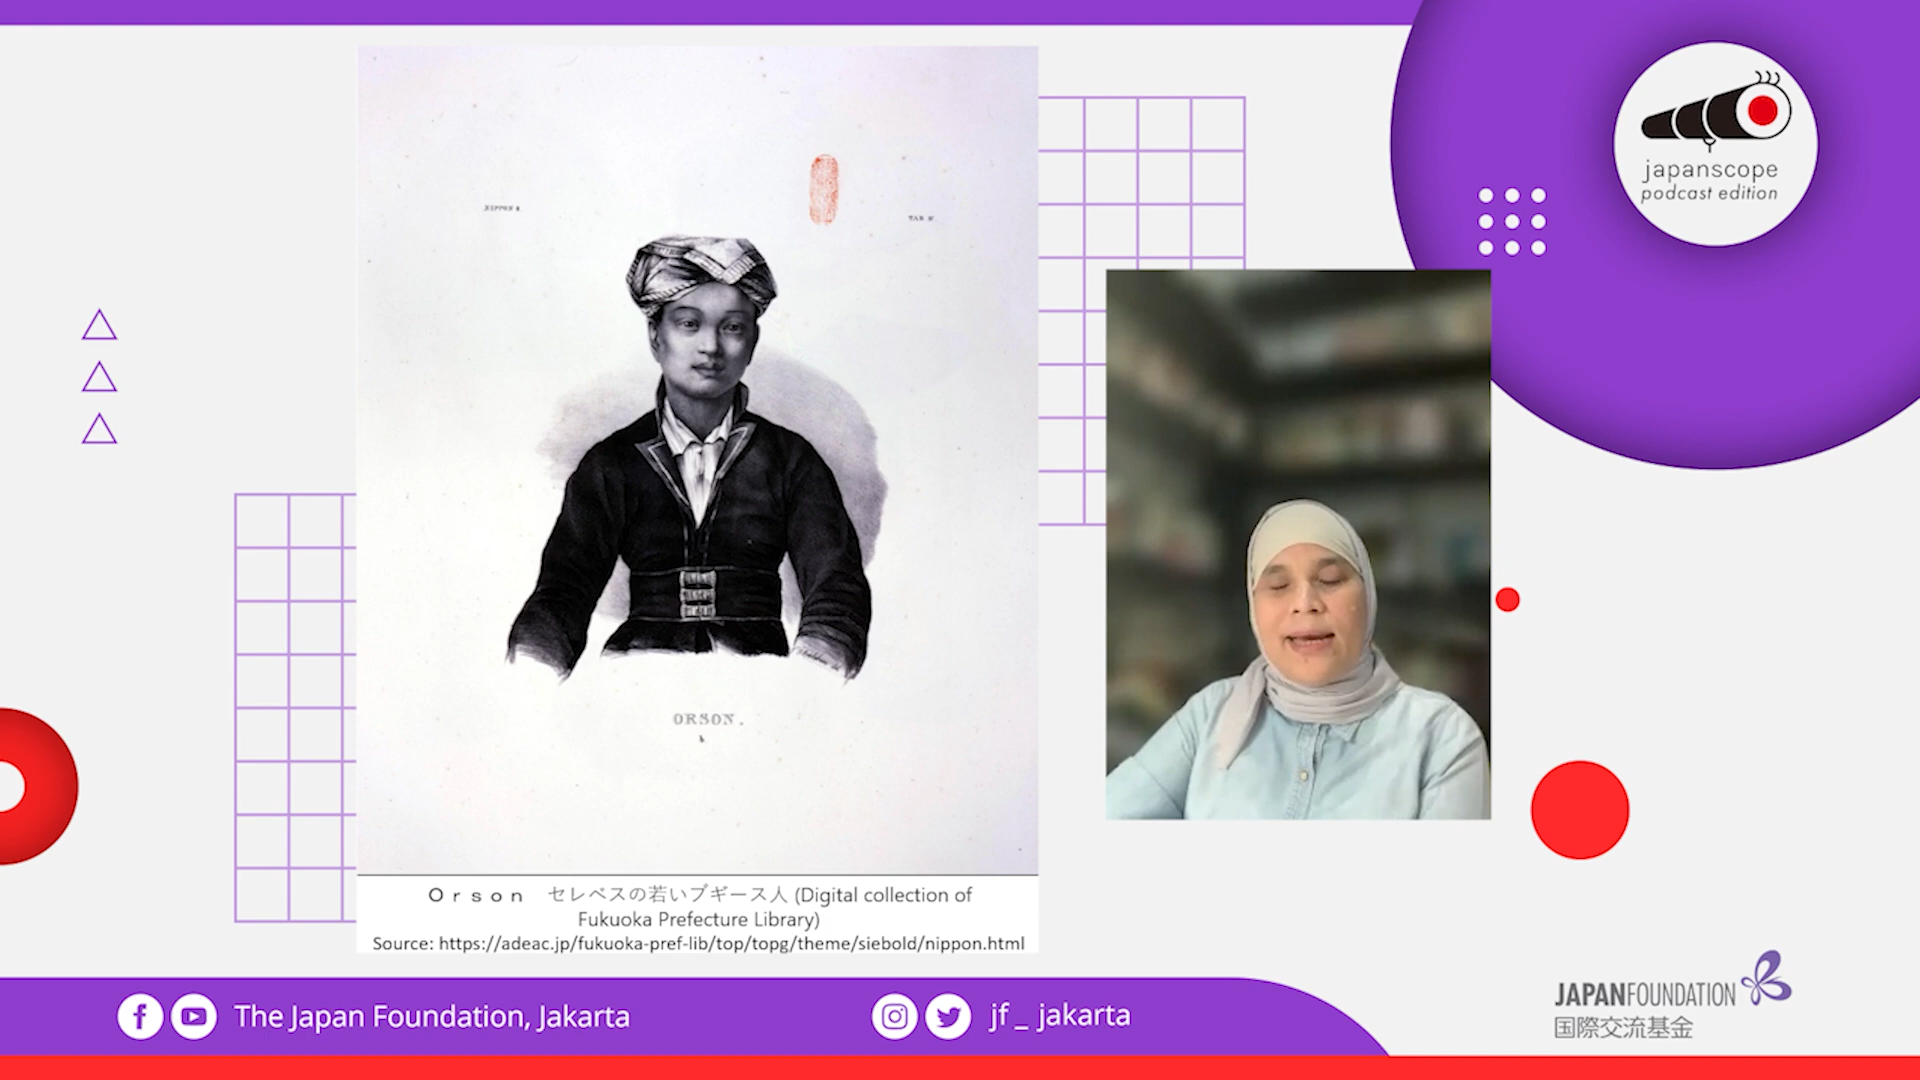 japanscope
podcast edition
NIPPON I.
ORSON.
Orson セレベスの若いブギース人 (Digital collection of
Fukuoka Prefecture Library)
Source: https://adeac.jp/fukuoka-pref-lib/top/topg/theme/siebold/nippon.html
The Japan Foundation, Jakarta
jf_jakarta
JAPANFOUNDATION
国際交流基金